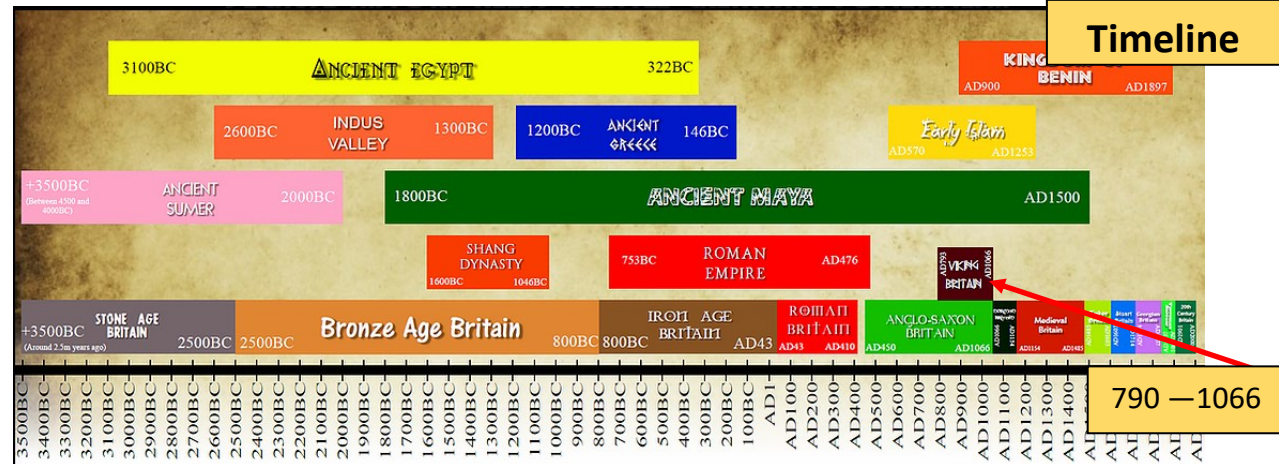 Timeline
3100BC ANCIENT EGYPT 322BC
KING
BENIN
AD900 AD1897
2600BC INDUS VALLEY 1300BC
1200BC ANCIENT GREECE 146BC
Early Islam
AD570 AD1253
+3500BC
(Between 4500 and
4000BC)
ANCIENT
SUMER
2000BC
1800BC ANCIENT MAYA AD1500
SHANG
DYNASTY
1600BC 1046BC
753BC ROMAN EMPIRE AD476
AD793 VIKING BRITAIN AD1066
+3500BC STONE AGE BRITAIN
(Around 2.5m years ago) 2500BC
2500BC Bronze Age Britain 800BC
800BC IRON AGE BRITAIN AD43
ROMAN BRITAIN
AD43 AD410
ANGLO-SAXON BRITAIN
AD450 AD1066
AD1066 AD1154
Medieval
Britain
AD1154 AD1485
Stuart
Britain
Georgian
Britain
20th
Century
Britain
790 —1066
3500BC
3400BC
3300BC
3200BC
3100BC
3000BC
2900BC
2800BC
2700BC
2600BC
2500BC
2400BC
2300BC
2200BC
2100BC
2000BC
1900BC
1800BC
1700BC
1600BC
1500BC
1400BC
1300BC
1200BC
1100BC
1000BC
900BC
800BC
700BC
600BC
500BC
400BC
300BC
200BC
100BC
AD1
AD100
AD200
AD300
AD400
AD500
AD600
AD700
AD800
AD900
AD1000
AD1100
AD1200
AD1300
AD1400